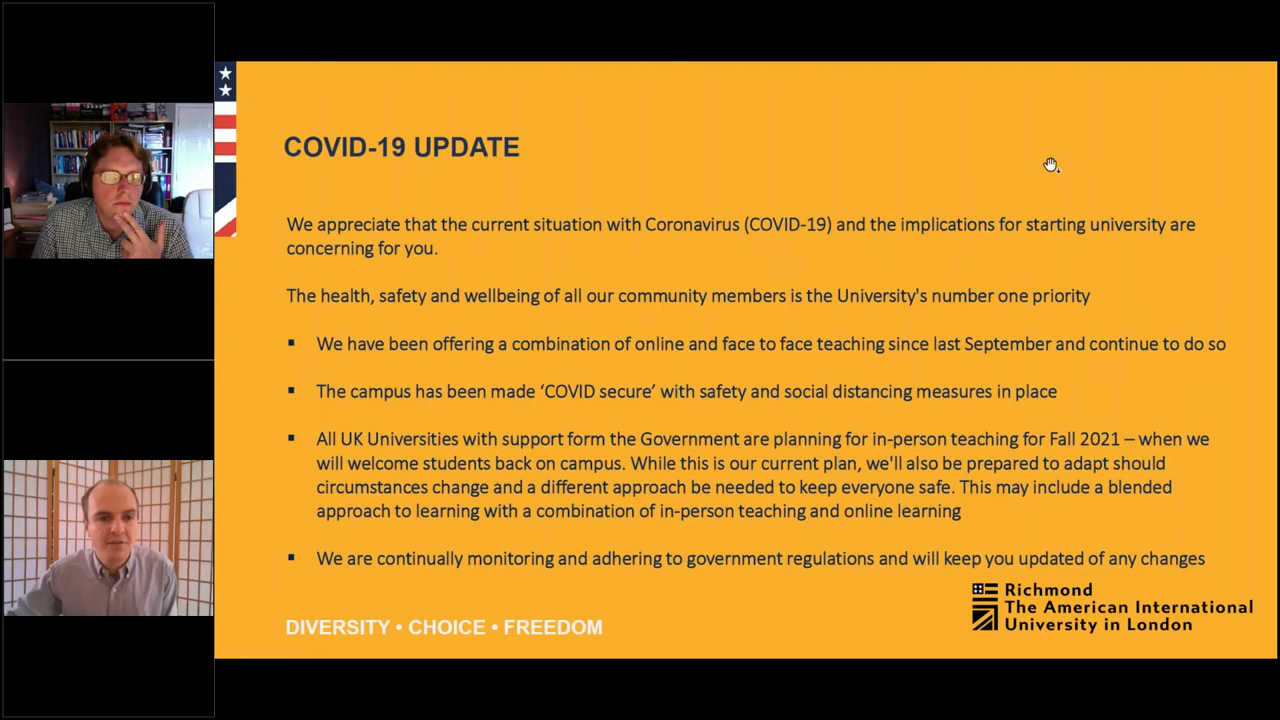 COVID-19 UPDATE
We appreciate that the current situation with Coronavirus (COVID-19) and the implications for starting university are
concerning for you.
The health, safety and wellbeing of all our community members is the University's number one priority
▪ We have been offering a combination of online and face to face teaching since last September and continue to do so
▪ The campus has been made ‘COVID secure’ with safety and social distancing measures in place
▪ All UK Universities with support form the Government are planning for in-person teaching for Fall 2021 – when we
will welcome students back on campus. While this is our current plan, we'll also be prepared to adapt should
circumstances change and a different approach be needed to keep everyone safe. This may include a blended
approach to learning with a combination of in-person teaching and online learning
▪ We are continually monitoring and adhering to government regulations and will keep you updated of any changes
Richmond
The American International
University in London
DIVERSITY • CHOICE • FREEDOM